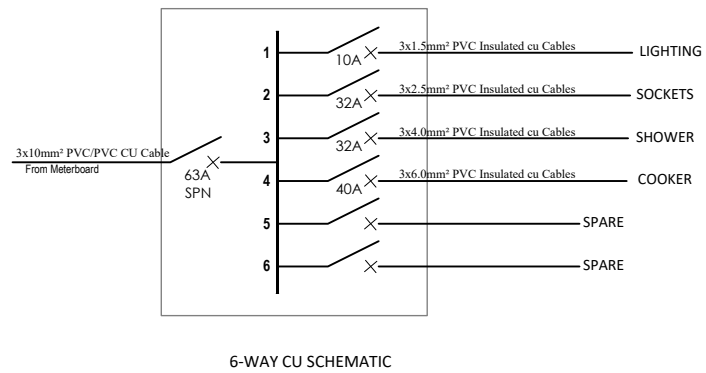 1
10A
3x1.5mm² PVC Insulated cu Cables
LIGHTING
2
32A
3x2.5mm² PVC Insulated cu Cables
SOCKETS
3x10mm² PVC/PVC CU Cable
From Meterboard
63A
SPN
3
32A
3x4.0mm² PVC Insulated cu Cables
SHOWER
4
40A
3x6.0mm² PVC Insulated cu Cables
COOKER
5
SPARE
6
SPARE
6-WAY CU SCHEMATIC